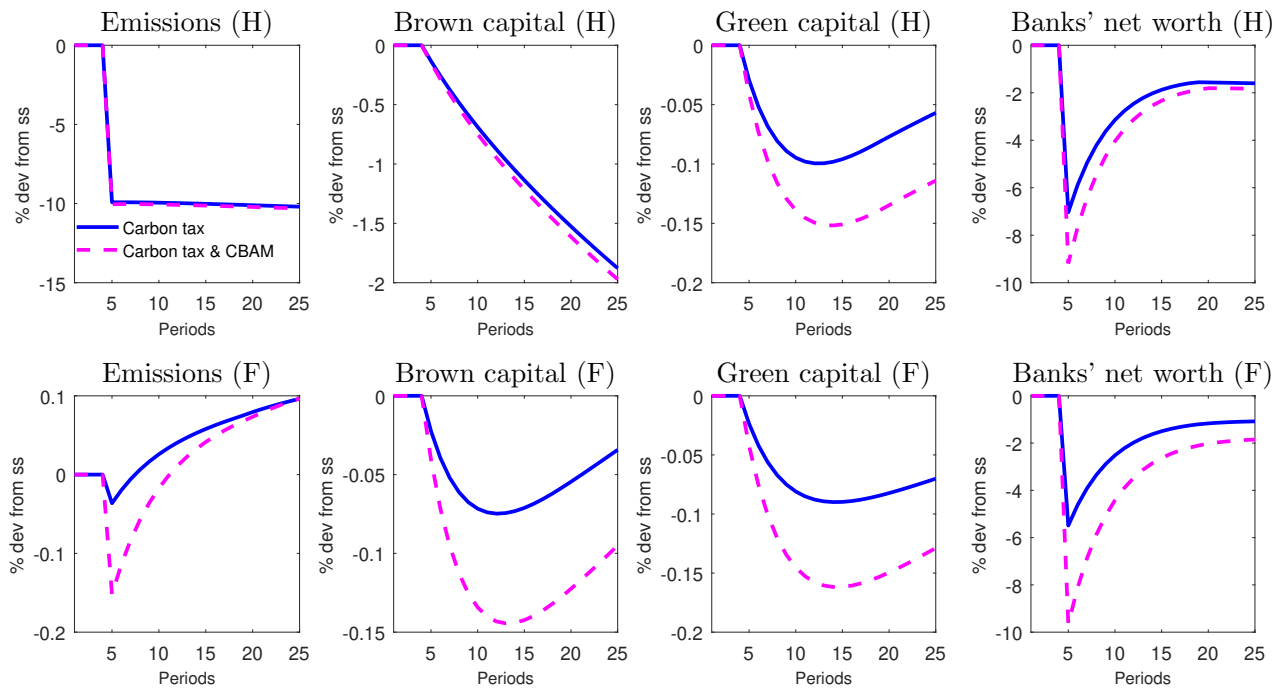 Emissions (H)
% dev from ss
0
-5
-10
-15
Carbon tax
Carbon tax & CBAM
5 10 15 20 25
Periods
Brown capital (H)
% dev from ss
0
-0.5
-1
-1.5
-2
5 10 15 20 25
Periods
Green capital (H)
% dev from ss
0
-0.05
-0.1
-0.15
-0.2
5 10 15 20 25
Periods
Banks' net worth (H)
% dev from ss
0
-2
-4
-6
-8
-10
5 10 15 20 25
Periods
Emissions (F)
% dev from ss
0.1
0
-0.1
-0.2
5 10 15 20 25
Periods
Brown capital (F)
% dev from ss
0
-0.05
-0.1
-0.15
5 10 15 20 25
Periods
Green capital (F)
% dev from ss
0
-0.05
-0.1
-0.15
-0.2
5 10 15 20 25
Periods
Banks' net worth (F)
% dev from ss
0
-2
-4
-6
-8
-10
5 10 15 20 25
Periods